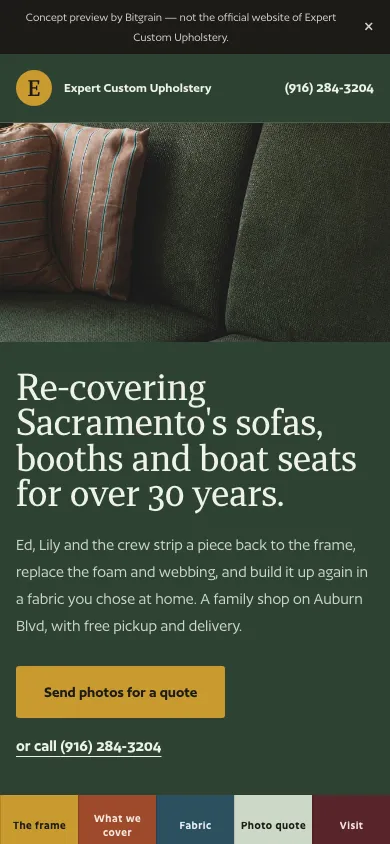 Concept preview by Bitgrain — not the official website of Expert
Custom Upholstery.
×
E
Expert Custom Upholstery
(916) 284-3204
Re-covering
Sacramento's sofas,
booths and boat seats
for over 30 years.
Ed, Lily and the crew strip a piece back to the frame,
replace the foam and webbing, and build it up again in
a fabric you chose at home. A family shop on Auburn
Blvd, with free pickup and delivery.
Send photos for a quote
or call (916) 284-3204
The frame
What we
cover
Fabric
Photo quote
Visit